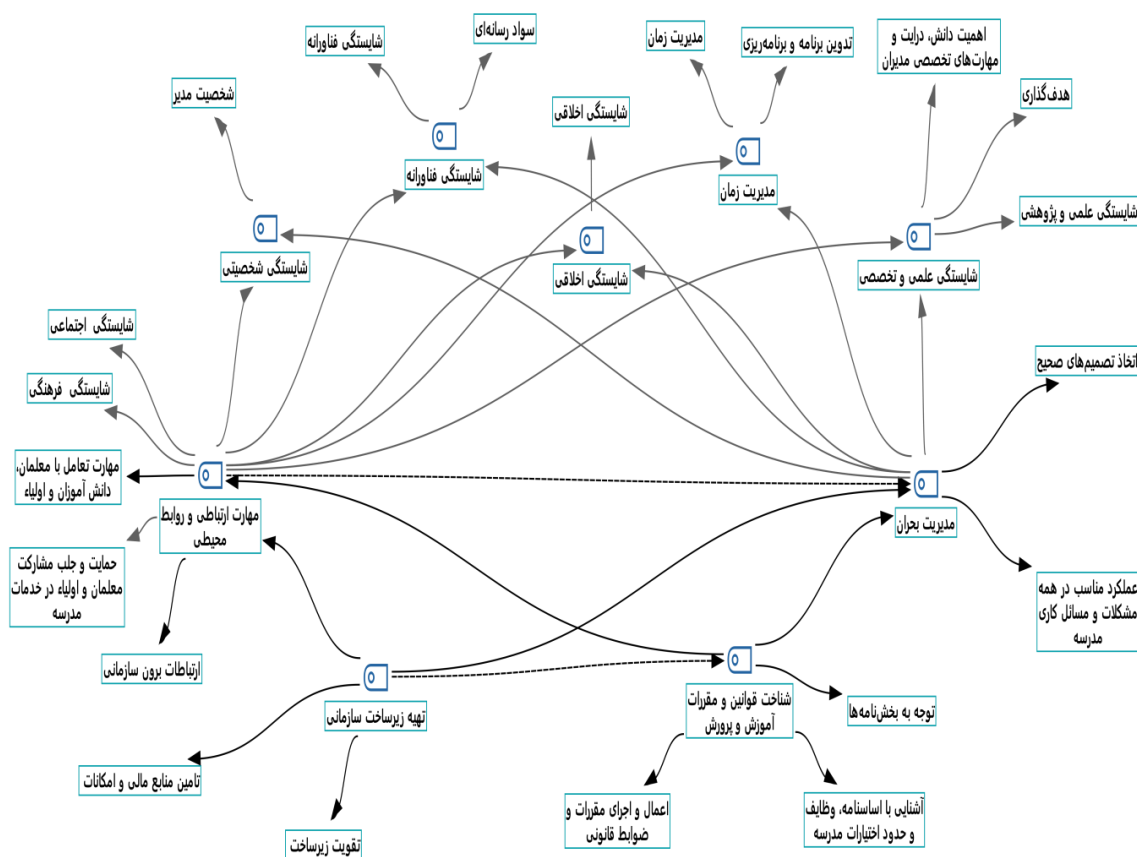 سواد رسانه‌ای
شایستگی فناورانه
شخصیت مدیر
شایستگی فناورانه
شایستگی شخصیتی
شایستگی اخلاقی
شایستگی اخلاقی
مدیریت زمان
تدوین برنامه و برنامه‌ریزی
مدیریت زمان
اهمیت دانش، درایت و
مهارت‌های تخصصی مدیران
هدف‌گذاری
شایستگی علمی و پژوهشی
شایستگی علمی و تخصصی
شایستگی اجتماعی
شایستگی فرهنگی
مهارت تعامل با معلمان،
دانش آموزان و اولیاء
مهارت ارتباطی و روابط
محیطی
حمایت و جلب مشارکت
معلمان و اولیاء در خدمات
مدرسه
ارتباطات برون سازمانی
اتخاذ تصمیم‌های صحیح
مدیریت بحران
عملکرد مناسب در همه
مشکلات و مسائل کاری
مدرسه
تهیه زیرساخت سازمانی
تامین منابع مالی و امکانات
تقویت زیرساخت
شناخت قوانین و مقررات
آموزش و پرورش
توجه به بخش‌نامه‌ها
اعمال و اجرای مقررات و
ضوابط قانونی
آشنایی با اساسنامه، وظایف
و حدود اختیارات مدرسه